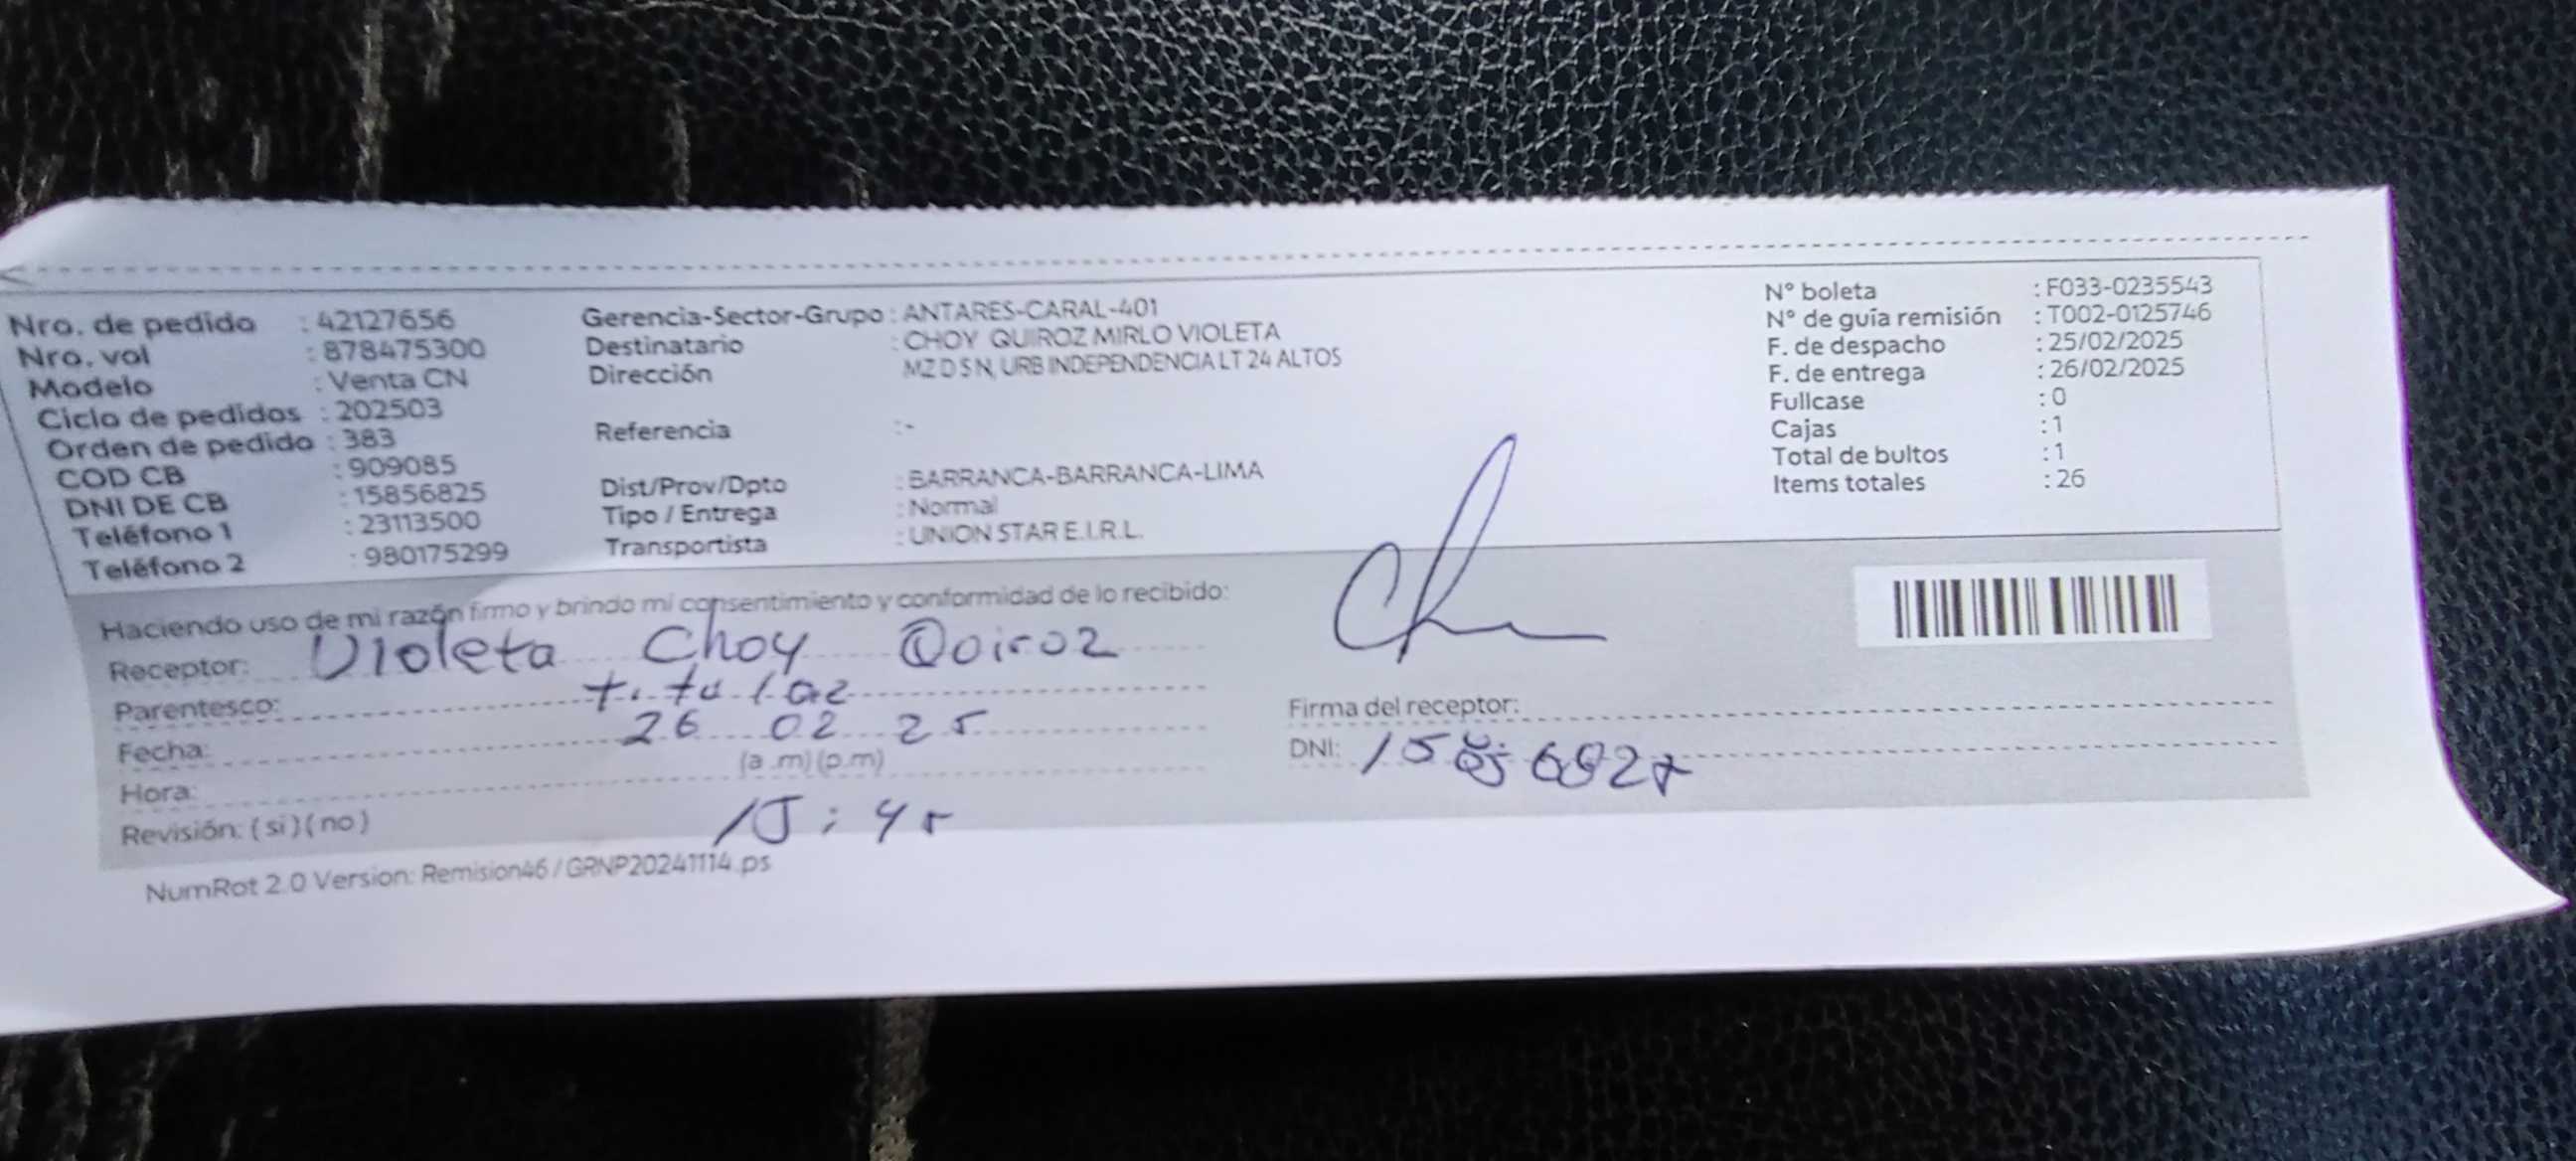 Nro. de pedido : 42127656
Nro. vol : 878475300
Modelo : Venta CN
Ciclo de pedidos : 202503
Orden de pedido : 383
COD CB : 909085
DNI DE CB : 15856825
Teléfono 1 : 23113500
Teléfono 2 : 980175299
Gerencia-Sector-Grupo : ANTARES-CARAL-401
Destinatario : CHOY QUIROZ MIRLO VIOLETA
Dirección MZ D S N, URB INDEPENDENCIA LT 24 ALTOS
Referencia : -
Dist/Prov/Dpto : BARRANCA-BARRANCA-LIMA
Tipo / Entrega : Normal
Transportista : UNION STAR E.I.R.L.
N° boleta : F033-0235543
N° de guía remisión : T002-0125746
F. de despacho : 25/02/2025
F. de entrega : 26/02/2025
Fullcase : 0
Cajas : 1
Total de bultos : 1
Items totales : 26
Haciendo uso de mi razón firmo y brindo mi consentimiento y conformidad de lo recibido:
Receptor: Violeta Choy Quiroz
Parentesco: titular
Fecha: 26 02 25
Hora: (a.m) (p.m)
15:45
Revisión: (si) (no)
Firma del receptor:
DNI:
NumRot 2.0 Version: Remision46 / GRNP20241114.ps